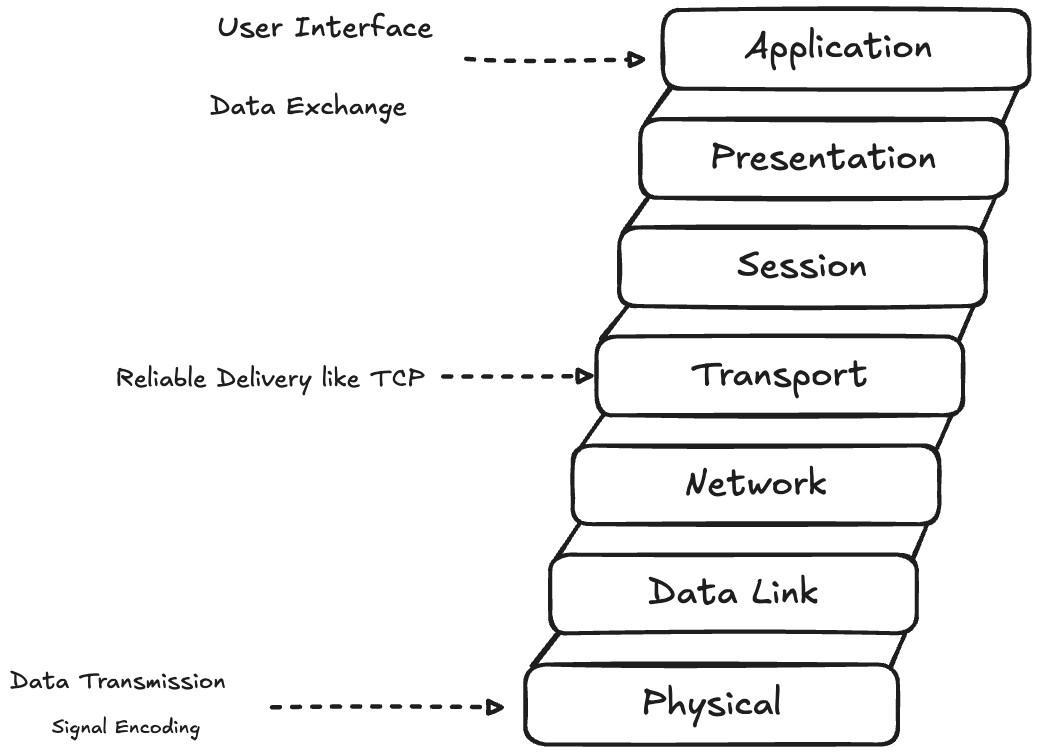 User Interface
Application
Data Exchange
Presentation
Session
Reliable Delivery like TCP
Transport
Network
Data Link
Data Transmission
Physical
Signal Encoding